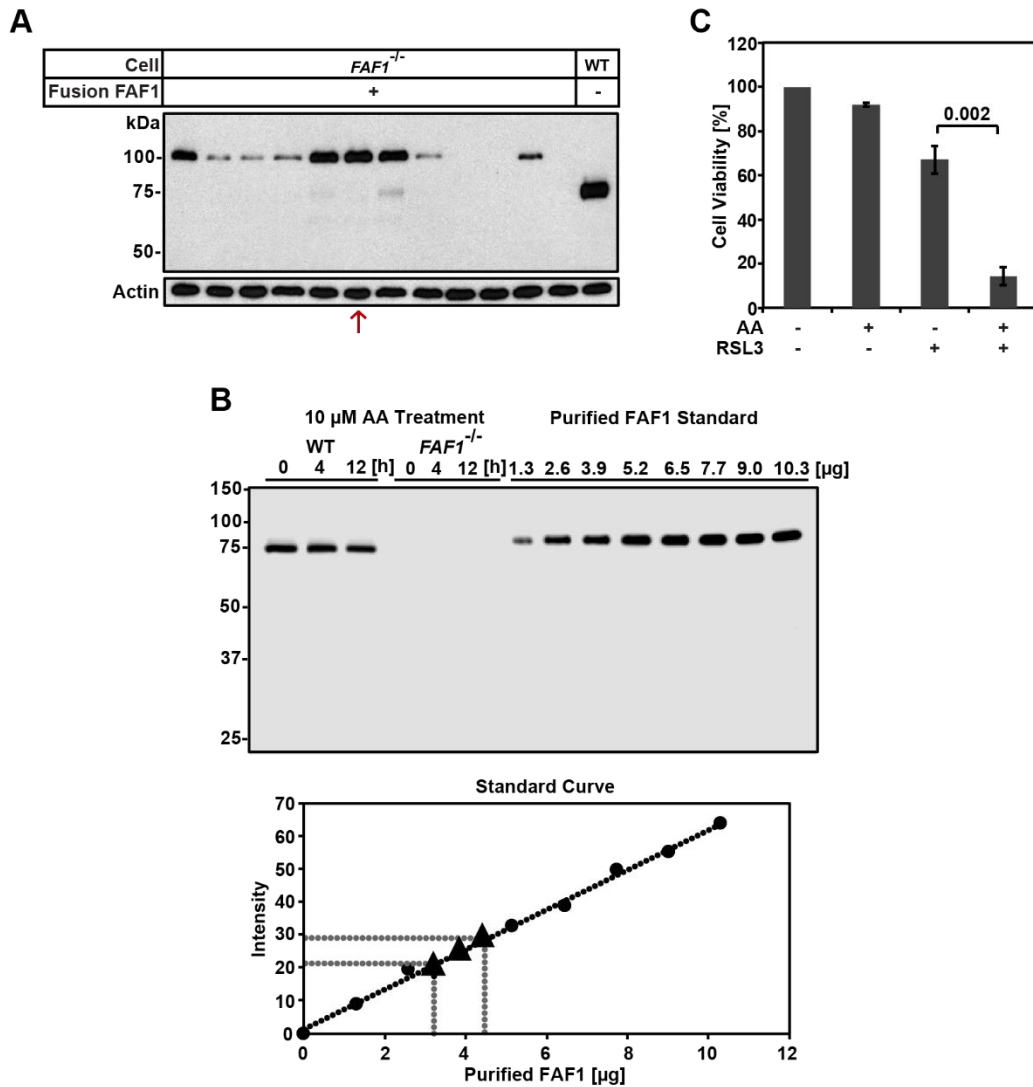 A
Cell FAF1-/- WT
Fusion FAF1 + -
kDa
100-
75-
50-
Actin
↑
C
Cell Viability [%]
120
100
80
60
40
20
0
0.002
AA - + - +
RSL3 - - + +
B
10 µM AA Treatment Purified FAF1 Standard
WT FAF1-/-
0 4 12 [h] 0 4 12 [h] 1.3 2.6 3.9 5.2 6.5 7.7 9.0 10.3 [µg]
150-
100-
75-
50-
37-
25-
Standard Curve
Intensity
70
60
50
40
30
20
10
0
0 2 4 6 8 10 12
Purified FAF1 [µg]